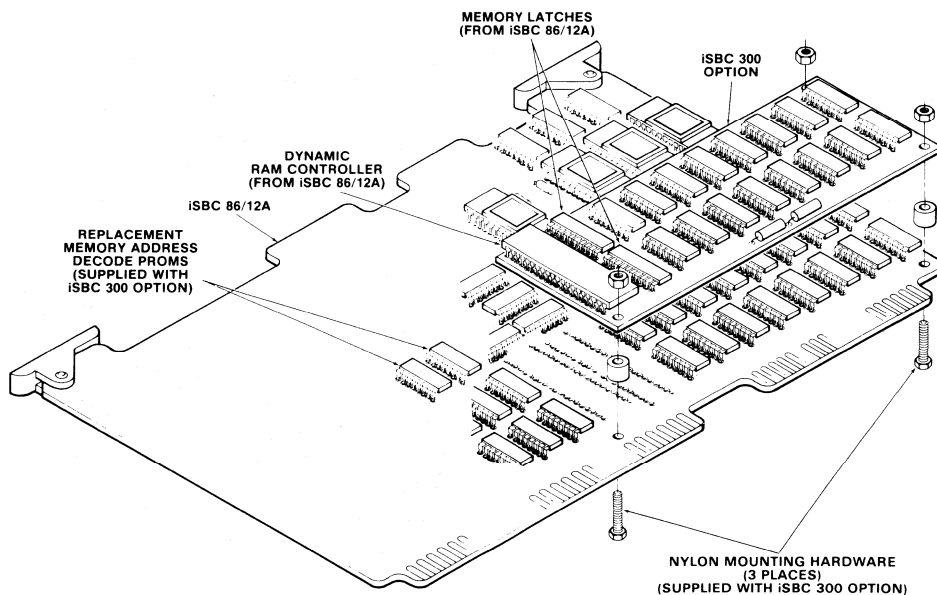 MEMORY LATCHES
(FROM iSBC 86/12A)
iSBC 300
OPTION
DYNAMIC
RAM CONTROLLER
(FROM iSBC 86/12A)
iSBC 86/12A
REPLACEMENT
MEMORY ADDRESS
DECODE PROMS
(SUPPLIED WITH
iSBC 300 OPTION)
NYLON MOUNTING HARDWARE
(3 PLACES)
(SUPPLIED WITH iSBC 300 OPTION)